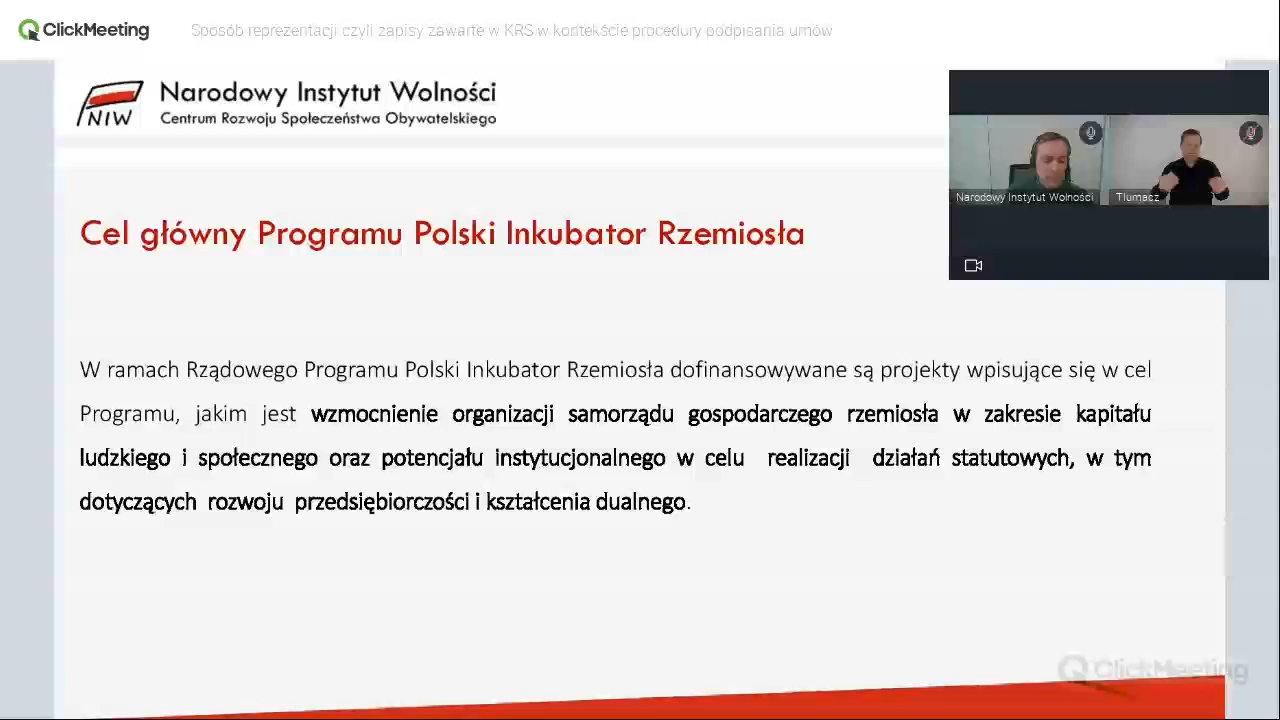 ClickMeeting
Sposób reprezentacji czyli zapisy zawarte w KRS w kontekście procedury podpisania umów
NIW
Narodowy Instytut Wolności
Centrum Rozwoju Społeczeństwa Obywatelskiego
Narodowy Instytut Wolności
Tłumacz
Cel główny Programu Polski Inkubator Rzemiosła
W ramach Rządowego Programu Polski Inkubator Rzemiosła dofinansowywane są projekty wpisujące się w cel
Programu, jakim jest wzmocnienie organizacji samorządu gospodarczego rzemiosła w zakresie kapitału
ludzkiego i społecznego oraz potencjału instytucjonalnego w celu realizacji działań statutowych, w tym
dotyczących rozwoju przedsiębiorczości i kształcenia dualnego.
ClickMeeting